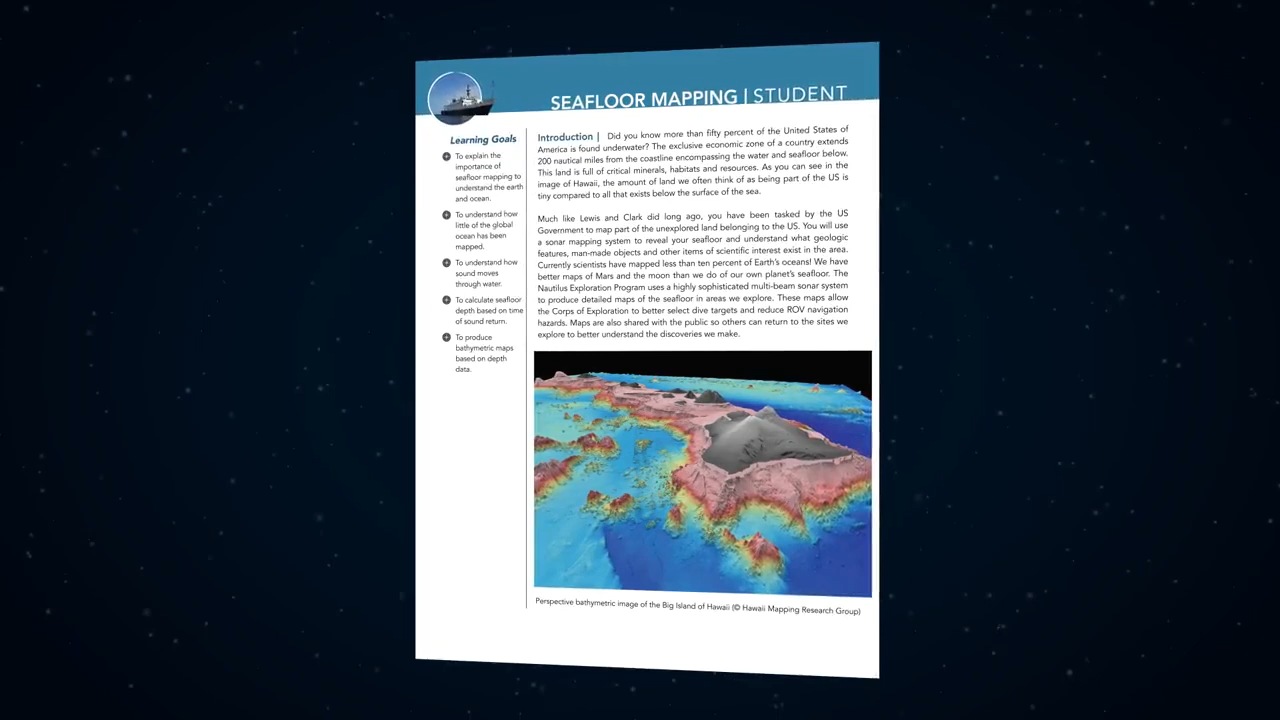 SEAFLOOR MAPPING | STUDENT
Learning Goals
To explain the
importance of
seafloor mapping to
understand the earth
and ocean.
To understand how
little of the global
ocean has been
mapped.
To understand how
sound moves
through water.
To calculate seafloor
depth based on time
of sound return.
To produce
bathymetric maps
based on depth
data.
Introduction | Did you know more than fifty percent of the United States of
America is found underwater? The exclusive economic zone of a country extends
200 nautical miles from the coastline encompassing the water and seafloor below.
This land is full of critical minerals, habitats and resources. As you can see in the
image of Hawaii, the amount of land we often think of as being part of the US is
tiny compared to all that exists below the surface of the sea.
Much like Lewis and Clark did long ago, you have been tasked by the US
Government to map part of the unexplored land belonging to the US. You will use
a sonar mapping system to reveal your seafloor and understand what geologic
features, man-made objects and other items of scientific interest exist in the area.
Currently scientists have mapped less than ten percent of Earth's oceans! We have
better maps of Mars and the moon than we do of our own planet's seafloor. The
Nautilus Exploration Program uses a highly sophisticated multi-beam sonar system
to produce detailed maps of the seafloor in areas we explore. These maps allow
the Corps of Exploration to better select dive targets and reduce ROV navigation
hazards. Maps are also shared with the public so others can return to the sites we
explore to better understand the discoveries we make.
Perspective bathymetric image of the Big Island of Hawaii (© Hawaii Mapping Research Group)